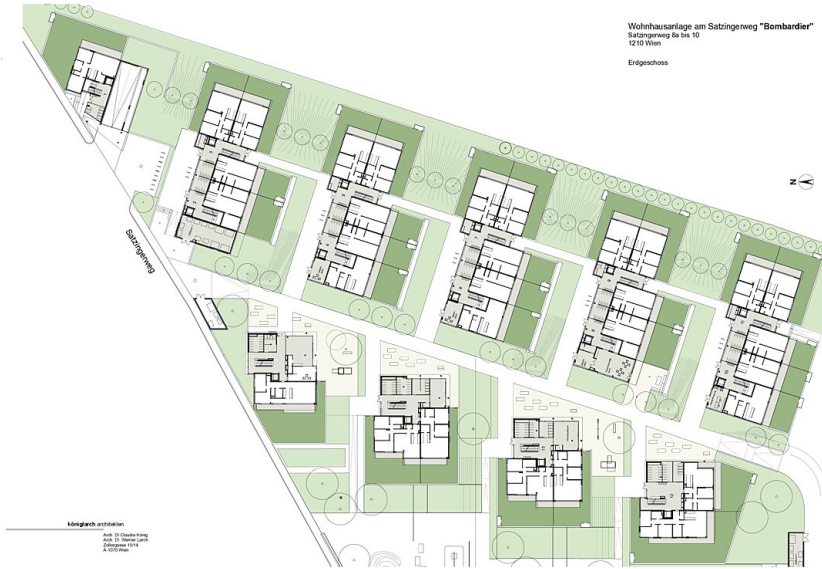 Wohnhausanlage am Satzingerweg "Bombardier"
Satzingerweg 8a bis 10
1210 Wien
Erdgeschoss
N
Satzingerweg
königlarch architekten
Arch. DI Claudia König
Arch. DI. Werner Larch
Zollergasse 15/14
A-1070 Wien